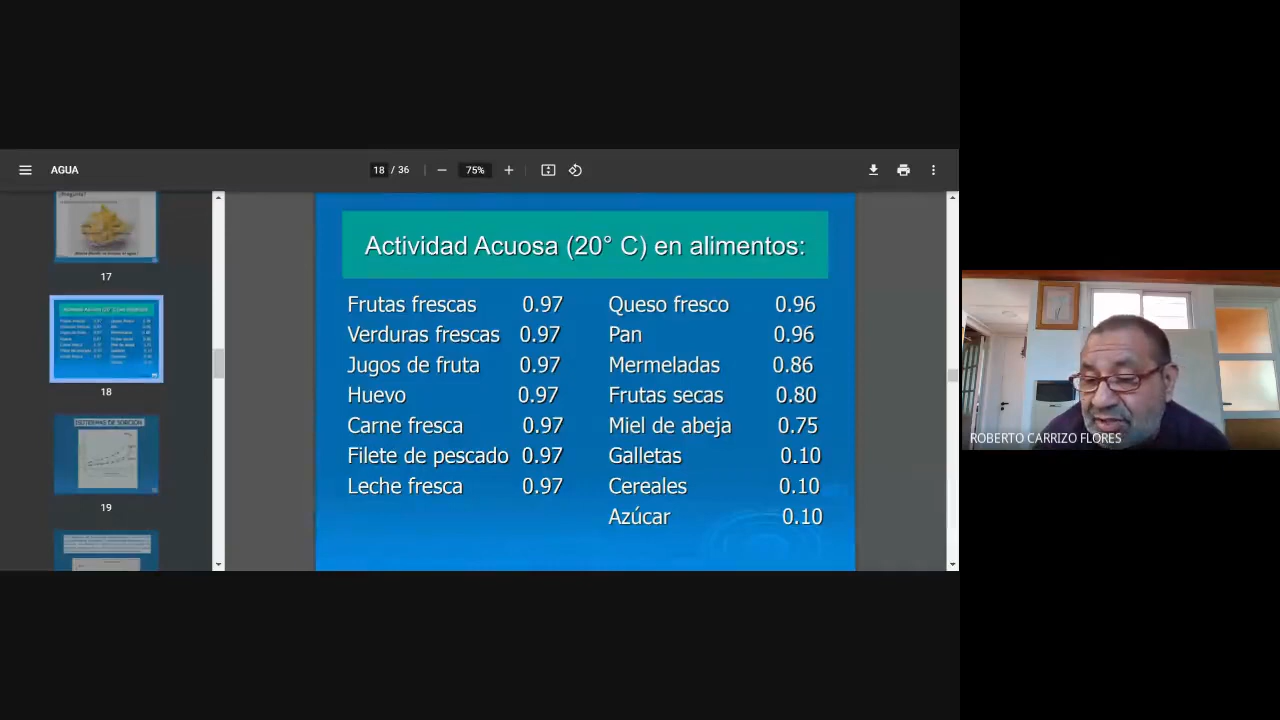 AGUA
18 / 36
75%
17
18
ISOTERMAS DE SORCIÓN
19
Actividad Acuosa (20° C) en alimentos:
Frutas frescas 0.97
Verduras frescas 0.97
Jugos de fruta 0.97
Huevo 0.97
Carne fresca 0.97
Filete de pescado 0.97
Leche fresca 0.97
Queso fresco 0.96
Pan 0.96
Mermeladas 0.86
Frutas secas 0.80
Miel de abeja 0.75
Galletas 0.10
Cereales 0.10
Azúcar 0.10
ROBERTO CARRIZO FLORES